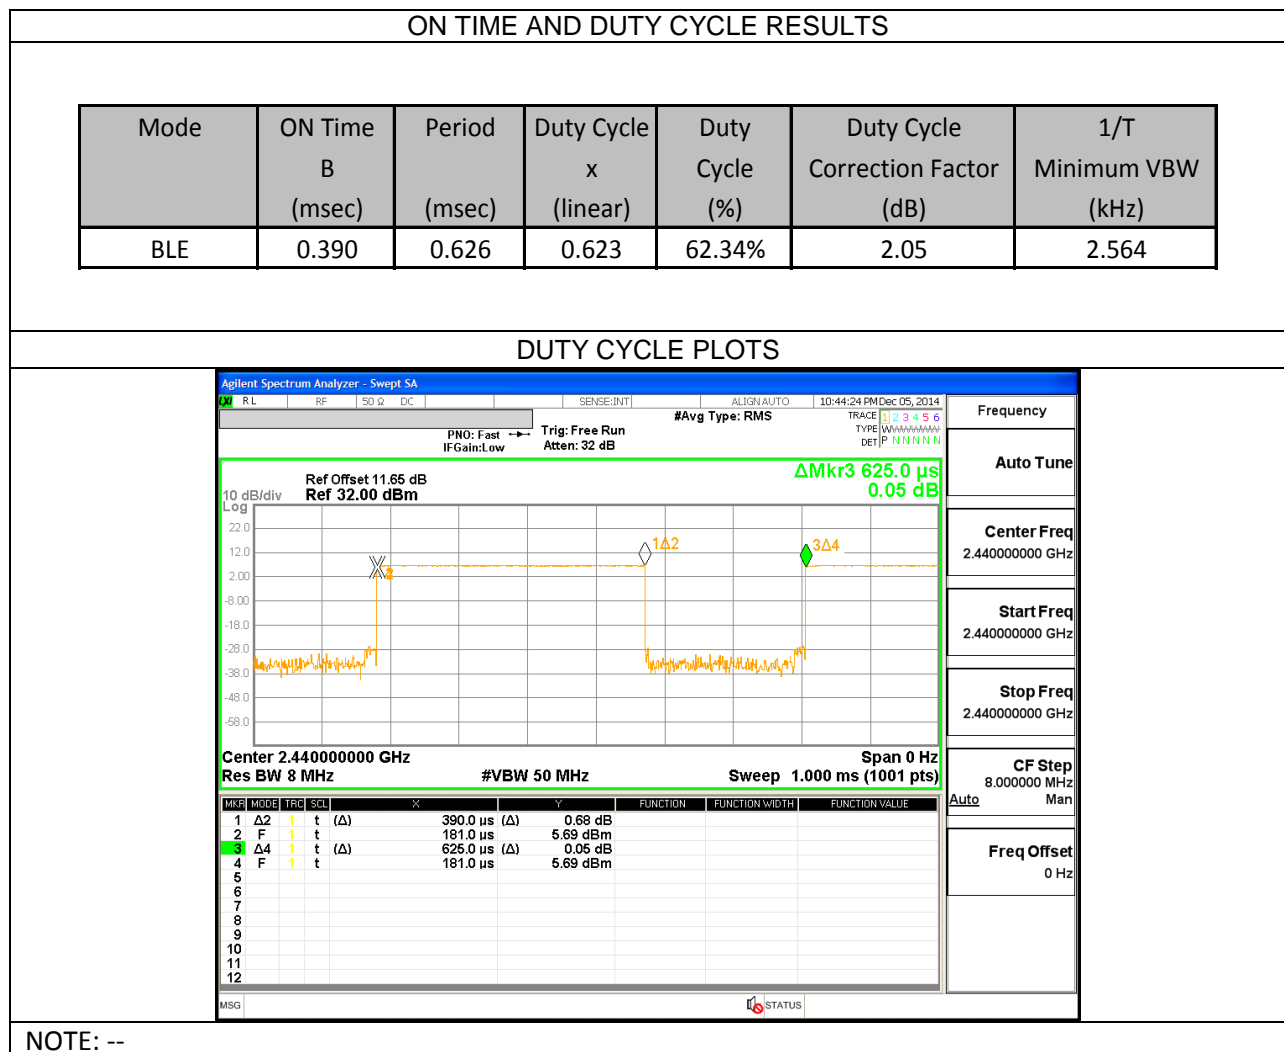 ON TIME AND DUTY CYCLE RESULTS
Mode ON Time Period Duty Cycle Duty Duty Cycle 1/T
B x Cycle Correction Factor Minimum VBW
(msec) (msec) (linear) (%) (dB) (kHz)
BLE 0.390 0.626 0.623 62.34% 2.05 2.564
DUTY CYCLE PLOTS
Agilent Spectrum Analyzer - Swept SA
LXI RL RF 50 Ω DC SENSE:INT ALIGN AUTO 10:44:24 PM Dec 05, 2014
#Avg Type: RMS TRACE 1 2 3 4 5 6
PNO: Fast Trig: Free Run TYPE W
IFGain:Low Atten: 32 dB DET P N N N N N
Frequency
ΔMkr3 625.0 µs
0.05 dB
Ref Offset 11.65 dB
10 dB/div Ref 32.00 dBm
Log
22.0
12.0
2.00
-8.00
-18.0
-28.0
-38.0
-48.0
-58.0
2
1Δ2
3Δ4
Center 2.440000000 GHz Span 0 Hz
Res BW 8 MHz #VBW 50 MHz Sweep 1.000 ms (1001 pts)
MKR MODE TRC SCL X Y FUNCTION FUNCTION WIDTH FUNCTION VALUE
1 Δ2 1 t (Δ) 390.0 µs (Δ) 0.68 dB
2 F 1 t 181.0 µs 5.69 dBm
3 Δ4 1 t (Δ) 625.0 µs (Δ) 0.05 dB
4 F 1 t 181.0 µs 5.69 dBm
5
6
7
8
9
10
11
12
MSG STATUS
Auto Tune
Center Freq
2.440000000 GHz
Start Freq
2.440000000 GHz
Stop Freq
2.440000000 GHz
CF Step
8.000000 MHz
Auto Man
Freq Offset
0 Hz
NOTE: --